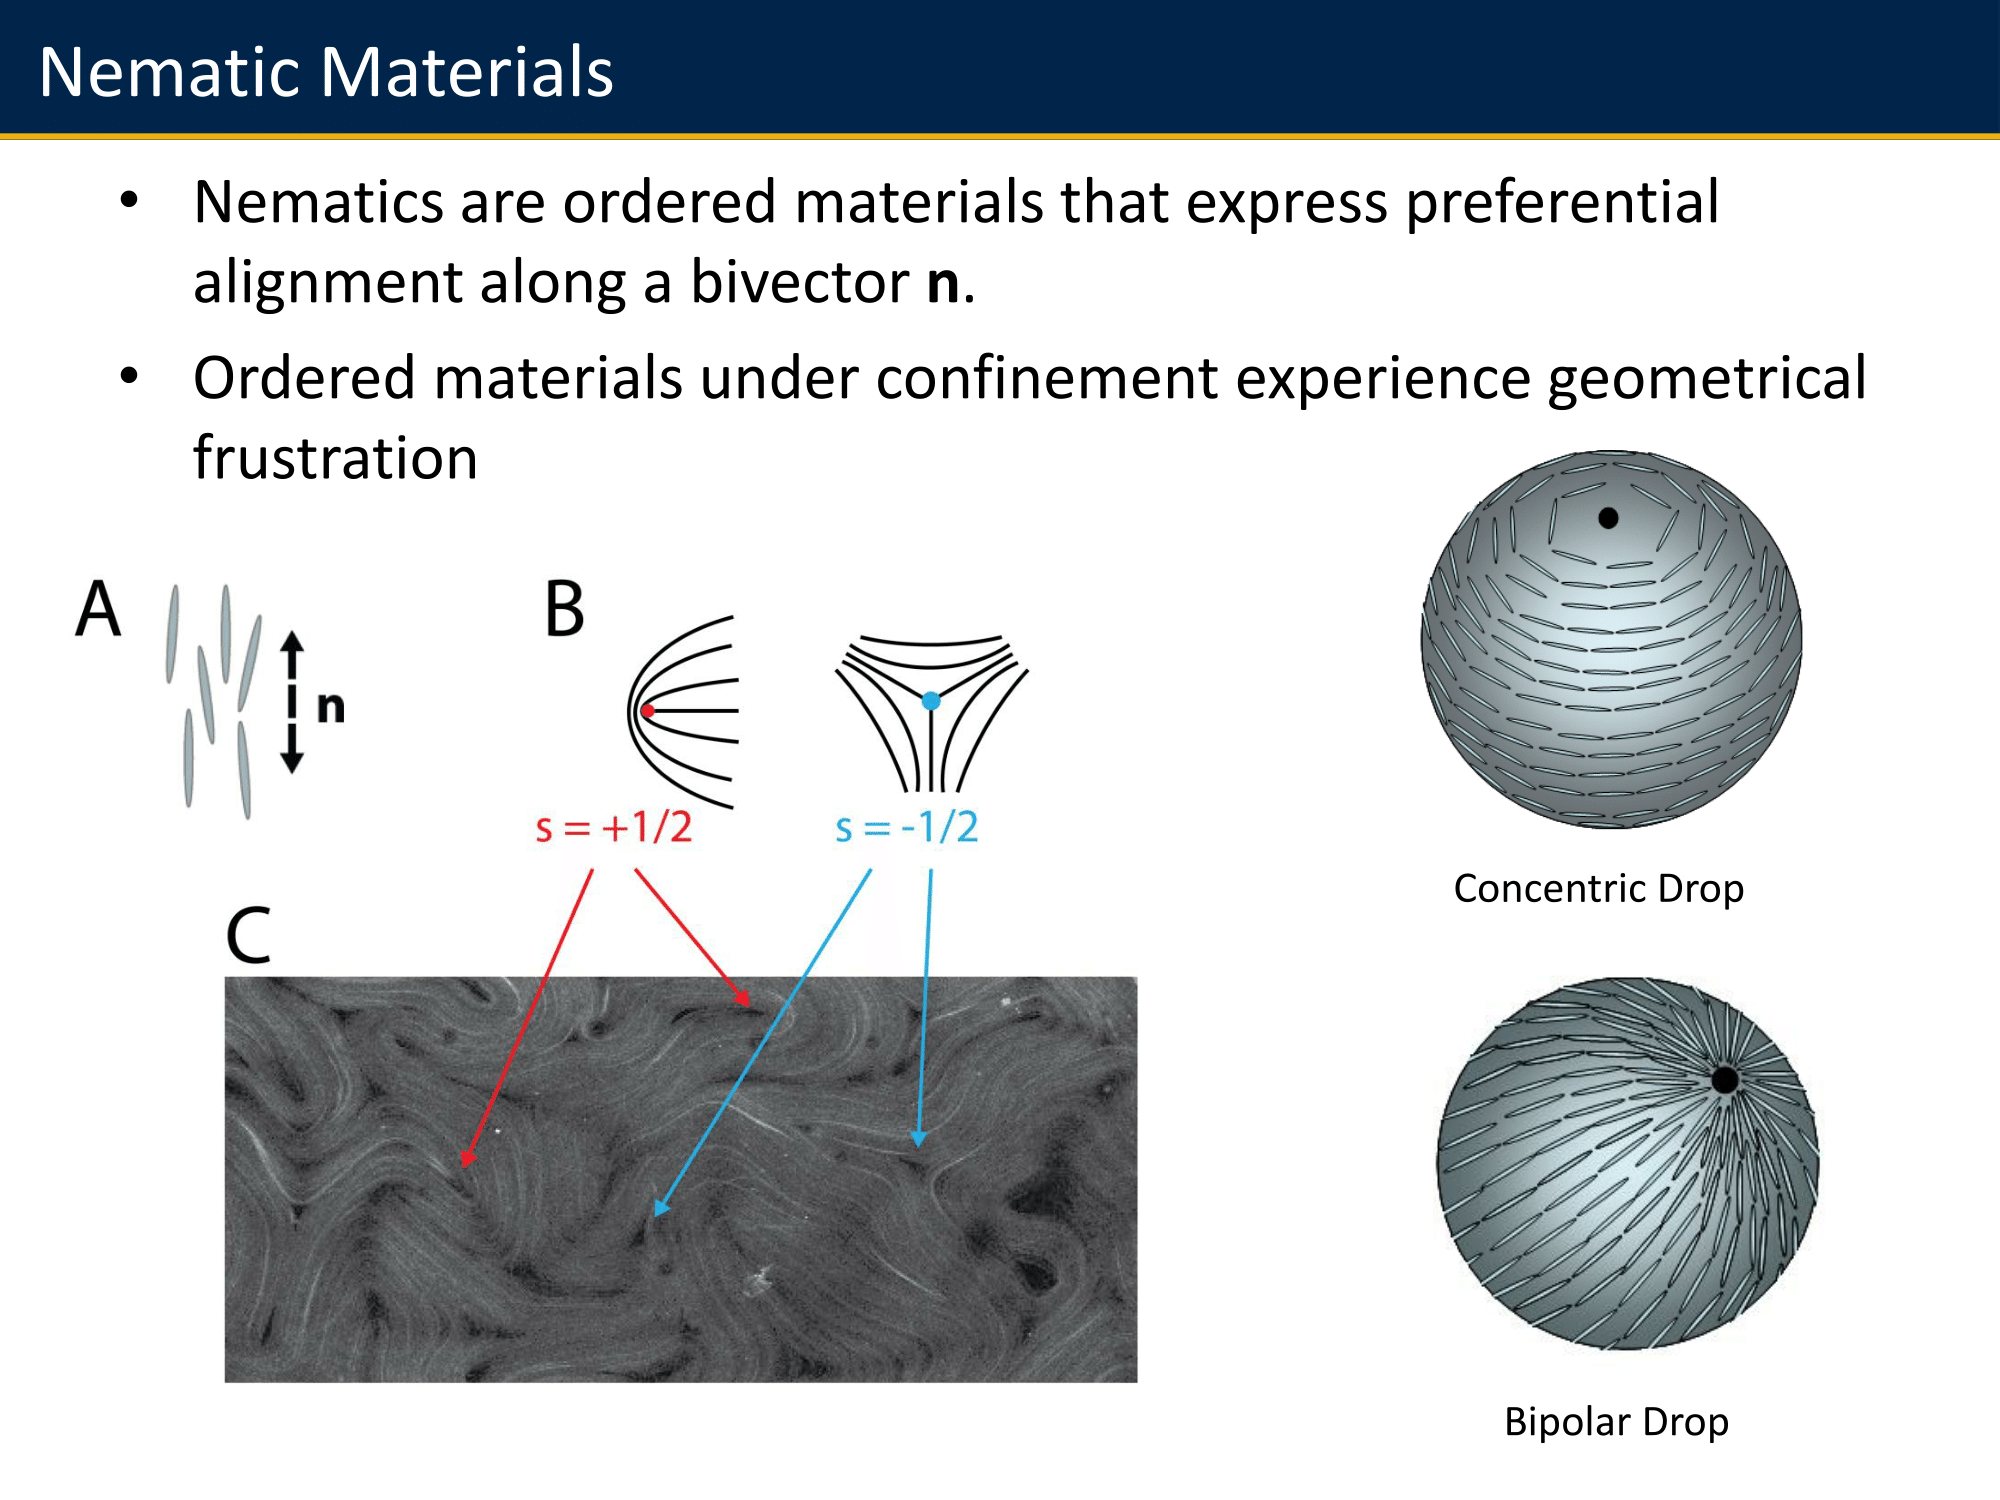 Nematic Materials
• Nematics are ordered materials that express preferential
alignment along a bivector n.
• Ordered materials under confinement experience geometrical
frustration
A
n
B
s = +1/2
s = -1/2
C
Concentric Drop
Bipolar Drop